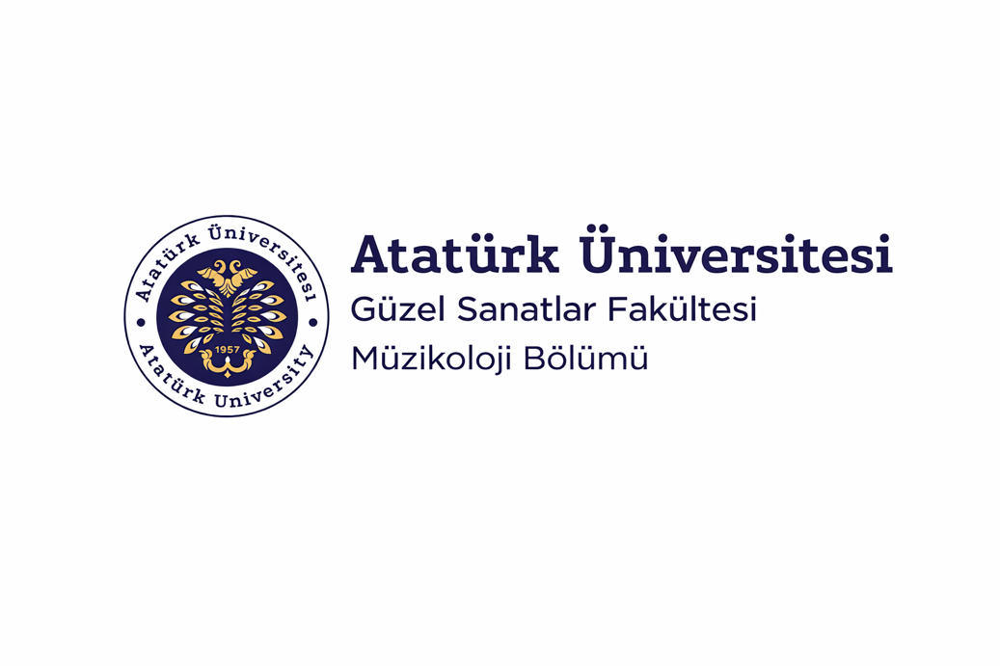 Atatürk Üniversitesi
1957
Atatürk University
Atatürk Üniversitesi
Güzel Sanatlar Fakültesi
Müzikoloji Bölümü